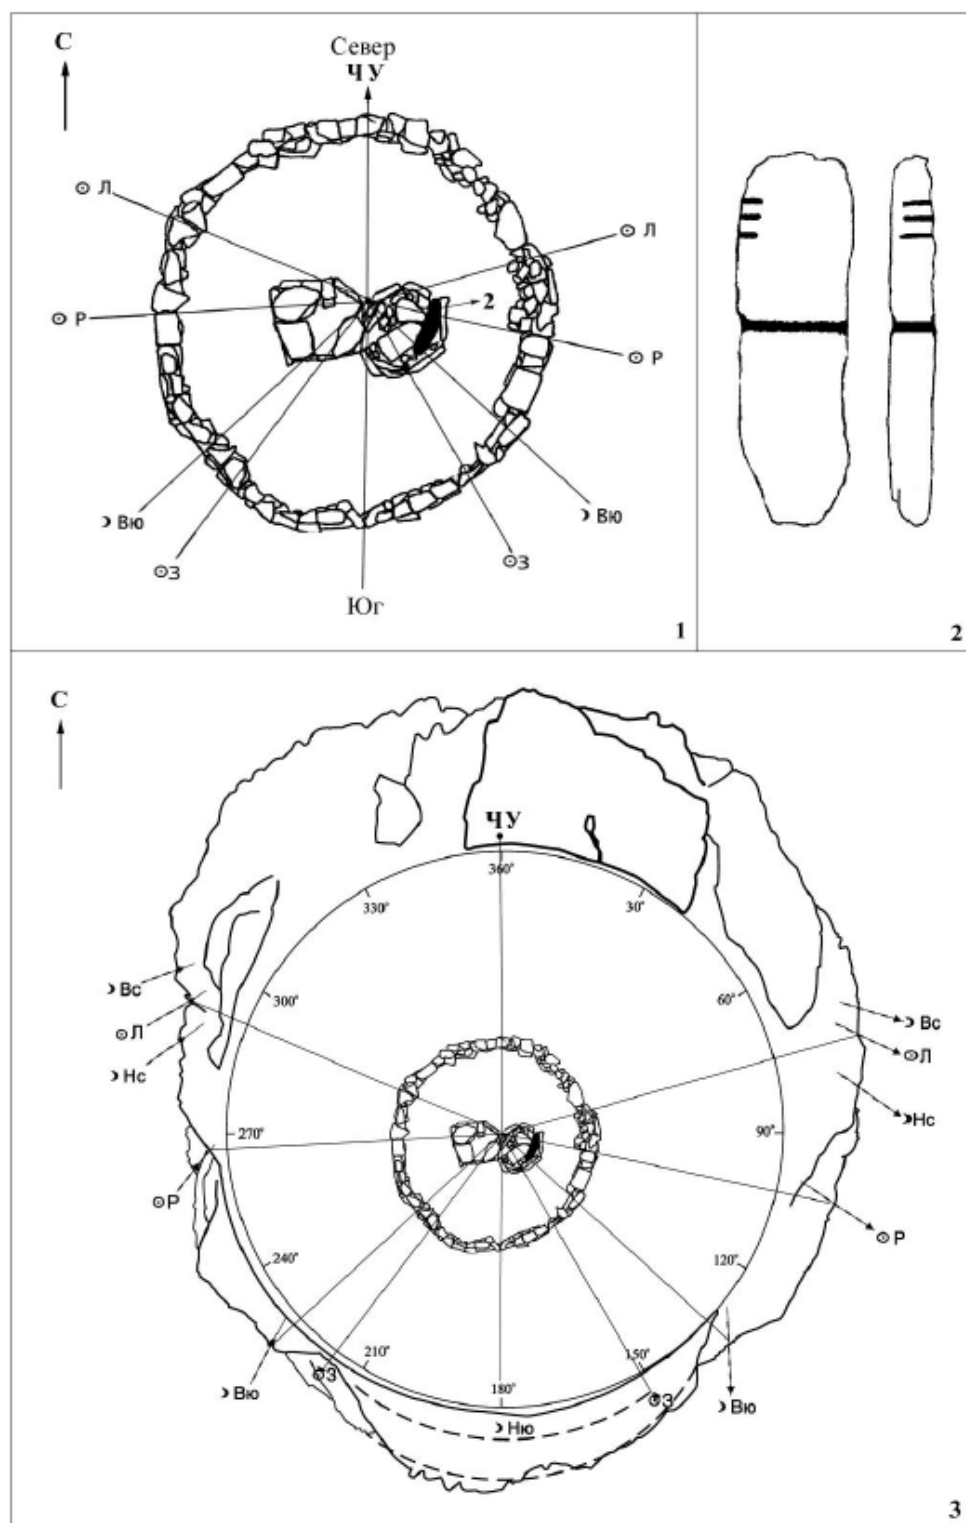 С
Север
ЧУ
☉ Л
☉ Л
☉ Р
2
☉ Р
☽ Вю
☽ Вю
☉З
☉З
Юг
1
2
С
ЧУ
360°
330°
30°
300°
60°
☽ Вс
☽ Вс
☉Л
☉Л
☽ Нс
☽Нс
270°
90°
☉Р
☉ Р
240°
120°
210°
150°
☉З
☉З
180°
☽ Вю
☽ Вю
☽ Ню
3